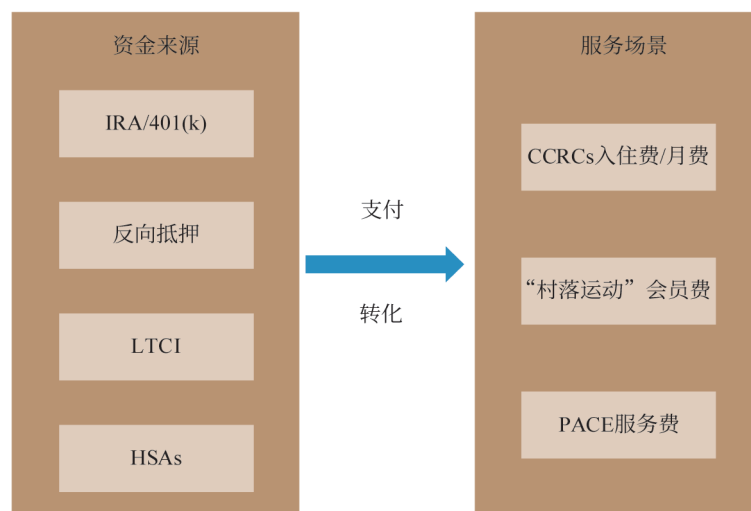 资金来源
IRA/401(k)
反向抵押
LTCI
HSAs
支付
转化
服务场景
CCRCs入住费/月费
“村落运动”会员费
PACE服务费